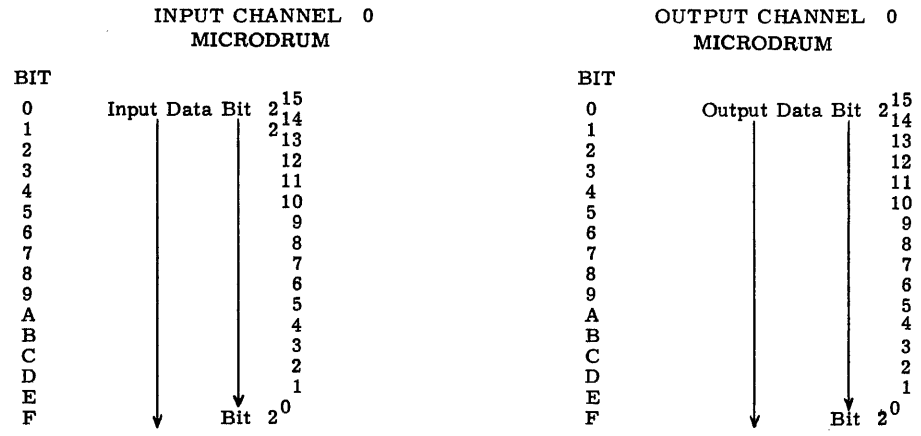 INPUT CHANNEL 0
MICRODRUM
BIT
0 Input Data Bit 2^15
1 2^14
2 13
3 12
4 11
5 10
6 9
7 8
8 7
9 6
A 5
B 4
C 3
D 2
E 1
F Bit 2^0
OUTPUT CHANNEL 0
MICRODRUM
BIT
0 Output Data Bit 2^15
1 14
2 13
3 12
4 11
5 10
6 9
7 8
8 7
9 6
A 5
B 4
C 3
D 2
E 1
F Bit 2^0